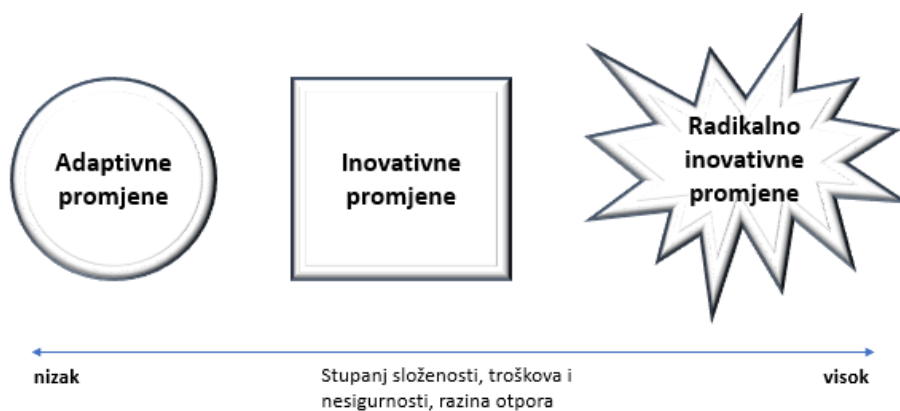 Adaptivne
promjene
Inovativne
promjene
Radikalno
inovativne
promjene
nizak
Stupanj složenosti, troškova i
nesigurnosti, razina otpora
visok